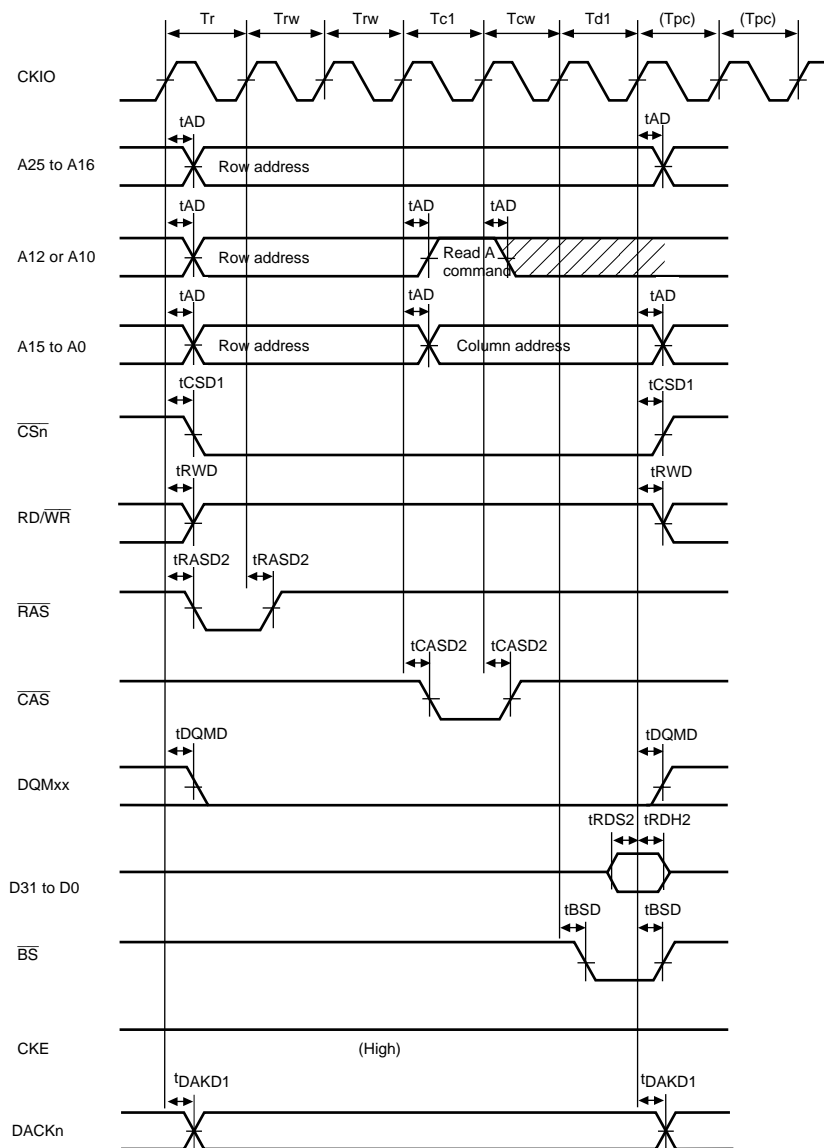 Tr Trw Trw Tc1 Tcw Td1 (Tpc) (Tpc)
CKIO
tAD tAD
A25 to A16 Row address
tAD tAD tAD
A12 or A10 Row address Read A
command
tAD tAD tAD
A15 to A0 Row address Column address
tCSD1 tCSD1
CSn
tRWD tRWD
RD/WR
tRASD2 tRASD2
RAS
tCASD2 tCASD2
CAS
tDQMD tDQMD
DQMxx
tRDS2 tRDH2
D31 to D0
tBSD tBSD
BS
CKE (High)
tDAKD1 tDAKD1
DACKn